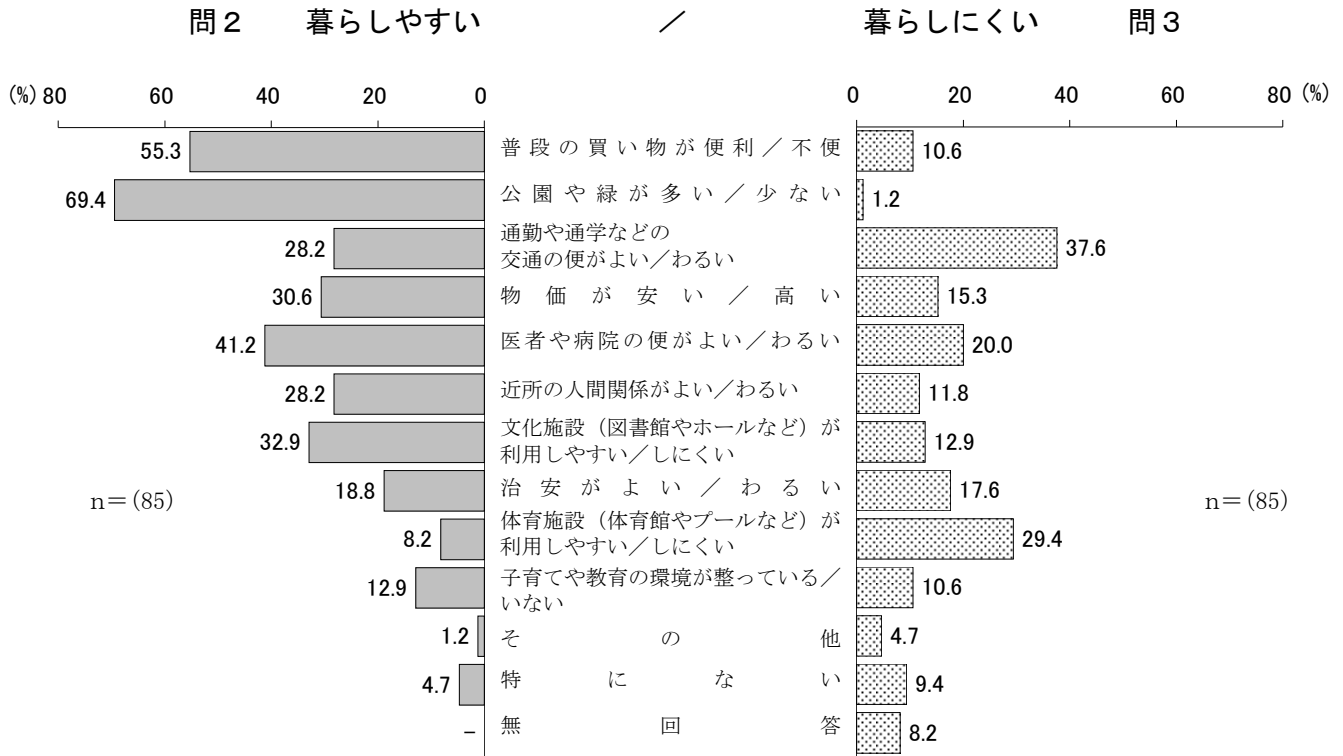 問２　暮らしやすい　／　暮らしにくい　問３
(%) 80 60 40 20 0 0 20 40 60 80 (%)
55.3 普段の買い物が便利／不便 10.6
69.4 公園や緑が多い／少ない 1.2
通勤や通学などの
28.2 交通の便がよい／わるい 37.6
30.6 物価が安い／高い 15.3
41.2 医者や病院の便がよい／わるい 20.0
28.2 近所の人間関係がよい／わるい 11.8
文化施設（図書館やホールなど）が
32.9 利用しやすい／しにくい 12.9
18.8 治安がよい／わるい 17.6
n＝(85) n＝(85)
体育施設（体育館やプールなど）が
8.2 利用しやすい／しにくい 29.4
12.9 子育てや教育の環境が整っている／ 10.6
いない
1.2 その他 4.7
4.7 特にない 9.4
－ 無回答 8.2